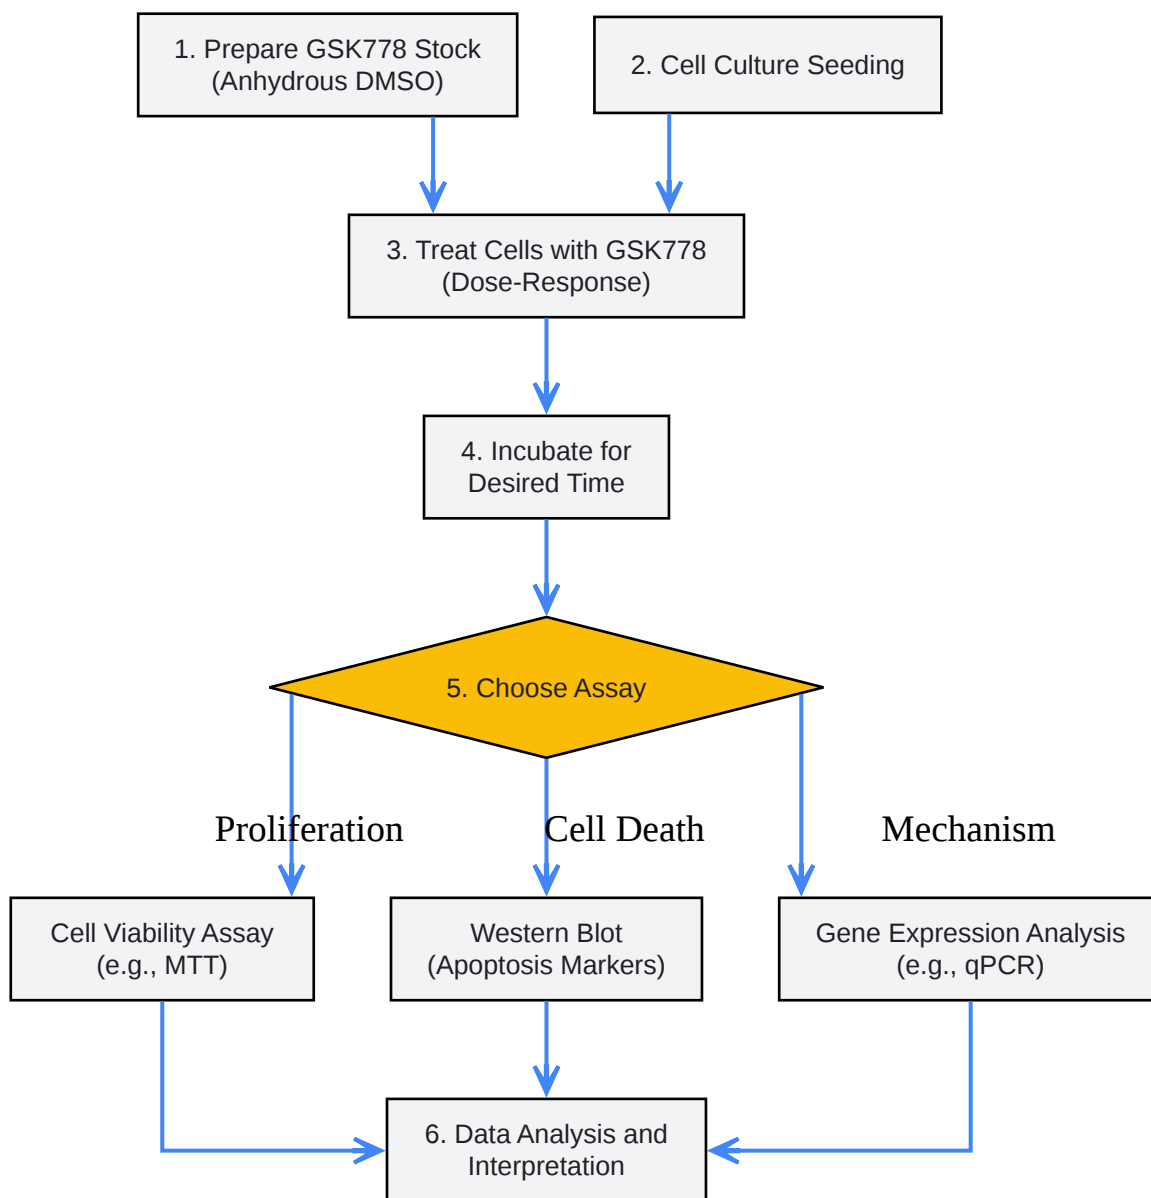 1. Prepare GSK778 Stock
(Anhydrous DMSO)
2. Cell Culture Seeding
3. Treat Cells with GSK778
(Dose-Response)
4. Incubate for
Desired Time
5. Choose Assay
Proliferation
Cell Death
Mechanism
Cell Viability Assay
(e.g., MTT)
Western Blot
(Apoptosis Markers)
Gene Expression Analysis
(e.g., qPCR)
6. Data Analysis and
Interpretation